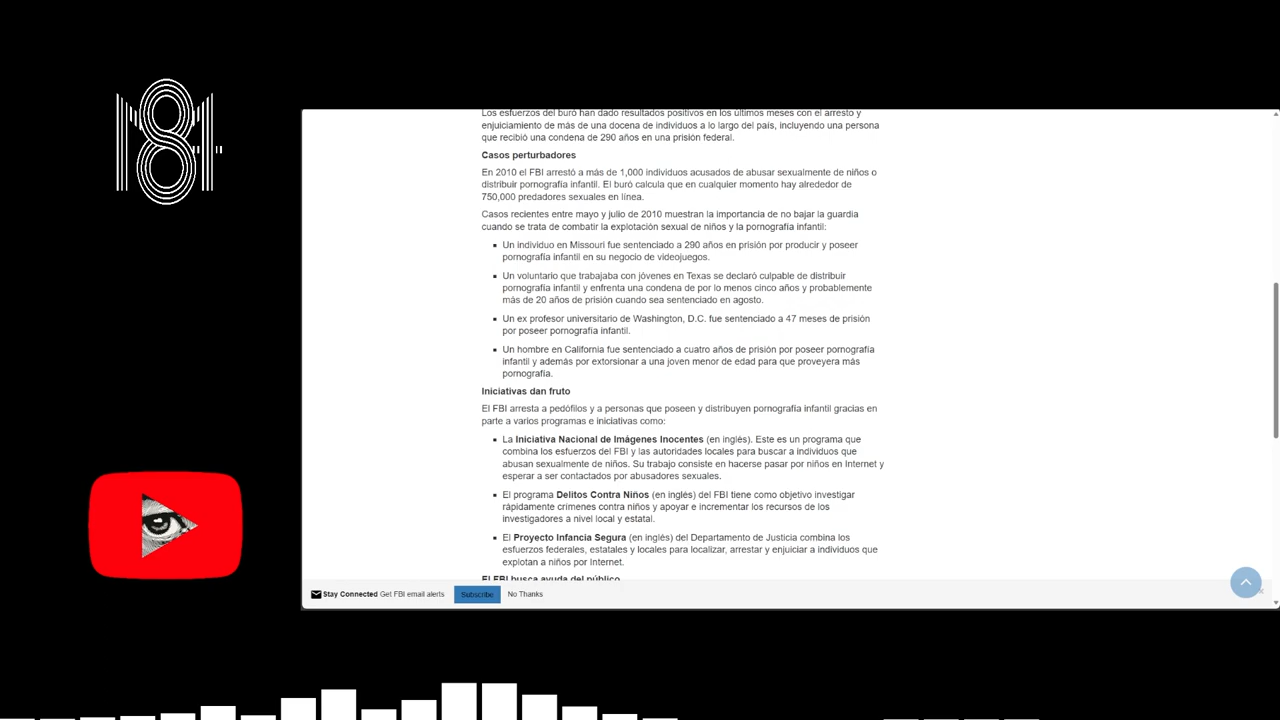 Los esfuerzos del buró han dado resultados positivos en los últimos meses con el arresto y
enjuiciamiento de más de una docena de individuos a lo largo del país, incluyendo una persona
que recibió una condena de 290 años en una prisión federal.
Casos perturbadores
En 2010 el FBI arrestó a más de 1,000 individuos acusados de abusar sexualmente de niños o
distribuir pornografía infantil. El buró calcula que en cualquier momento hay alrededor de
750,000 predadores sexuales en línea.
Casos recientes entre mayo y julio de 2010 muestran la importancia de no bajar la guardia
cuando se trata de combatir la explotación sexual de niños y la pornografía infantil:
Un individuo en Missouri fue sentenciado a 290 años en prisión por producir y poseer
pornografía infantil en su negocio de videojuegos.
Un voluntario que trabajaba con jóvenes en Texas se declaró culpable de distribuir
pornografía infantil y enfrenta una condena de por lo menos cinco años y probablemente
más de 20 años de prisión cuando sea sentenciado en agosto.
Un ex profesor universitario de Washington, D.C. fue sentenciado a 47 meses de prisión
por poseer pornografía infantil.
Un hombre en California fue sentenciado a cuatro años de prisión por poseer pornografía
infantil y además por extorsionar a una joven menor de edad para que proveyera más
pornografía.
Iniciativas dan fruto
El FBI arresta a pedófilos y a personas que poseen y distribuyen pornografía infantil gracias en
parte a varios programas e iniciativas como:
La Iniciativa Nacional de Imágenes Inocentes (en inglés). Este es un programa que
combina los esfuerzos del FBI y las autoridades locales para buscar a individuos que
abusan sexualmente de niños. Su trabajo consiste en hacerse pasar por niños en Internet y
esperar a ser contactados por abusadores sexuales.
El programa Delitos Contra Niños (en inglés) del FBI tiene como objetivo investigar
rápidamente crímenes contra niños y apoyar e incrementar los recursos de los
investigadores a nivel local y estatal.
El Proyecto Infancia Segura (en inglés) del Departamento de Justicia combina los
esfuerzos federales, estatales y locales para localizar, arrestar y enjuiciar a individuos que
explotan a niños por Internet.
El FBI busca ayuda del público
Stay Connected Get FBI email alerts Subscribe No Thanks